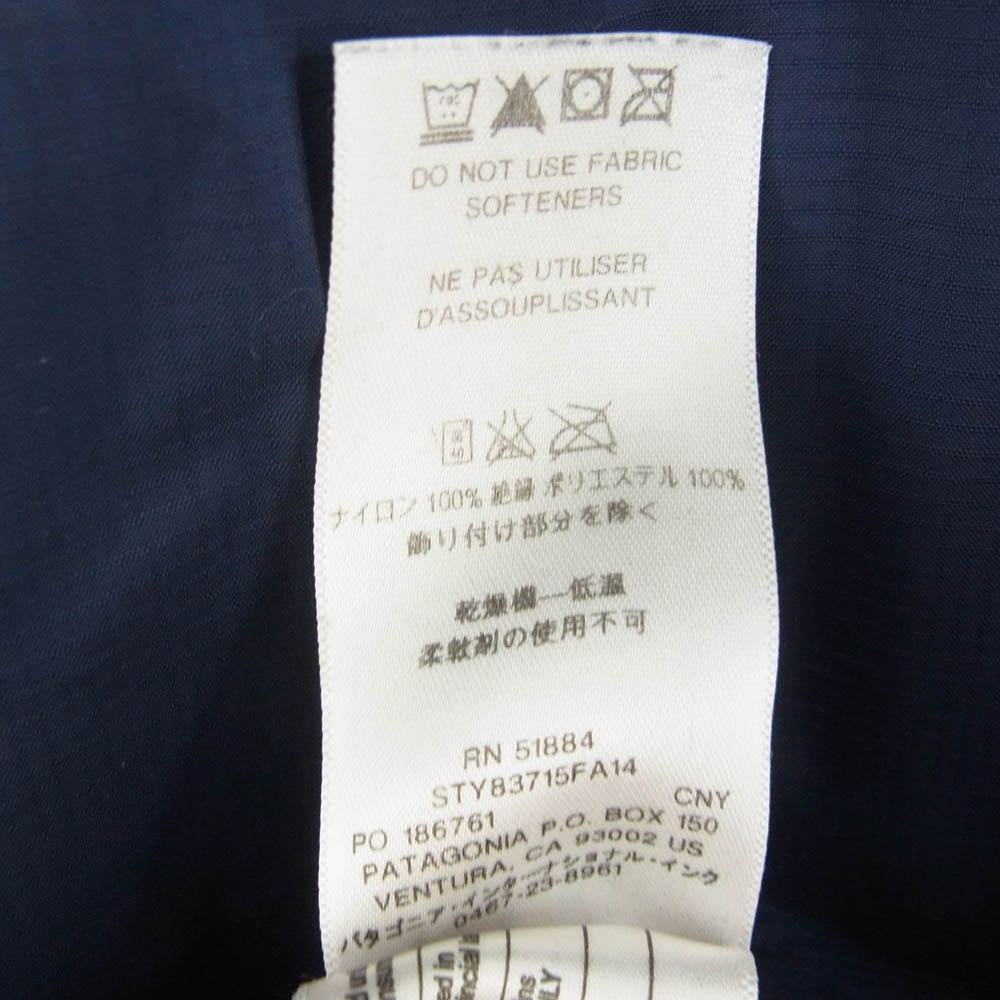 DO NOT USE FABRIC
SOFTENERS
NE PAS UTILISER
D'ASSOUPLISSANT
40
ナイロン 100% 絶縁 ポリエステル 100%
飾り付け部分を除く
乾燥機—低温
柔軟剤の使用不可
RN 51884
STY83715FA14
PO 186761 CNY
PATAGONIA P.O. BOX 150
VENTURA, CA 93002 US
パタゴニア・インターナショナル・インク
0467-23-8961